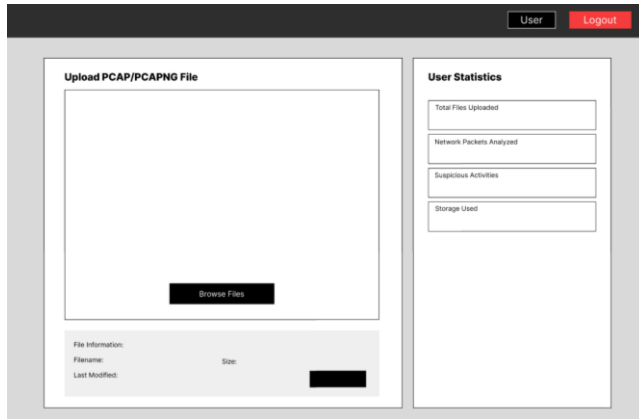 User
Logout
Upload PCAP/PCAPNG File
Browse Files
File Information:
Filename:
Size:
Last Modified:
User Statistics
Total Files Uploaded
Network Packets Analyzed
Suspicious Activities
Storage Used